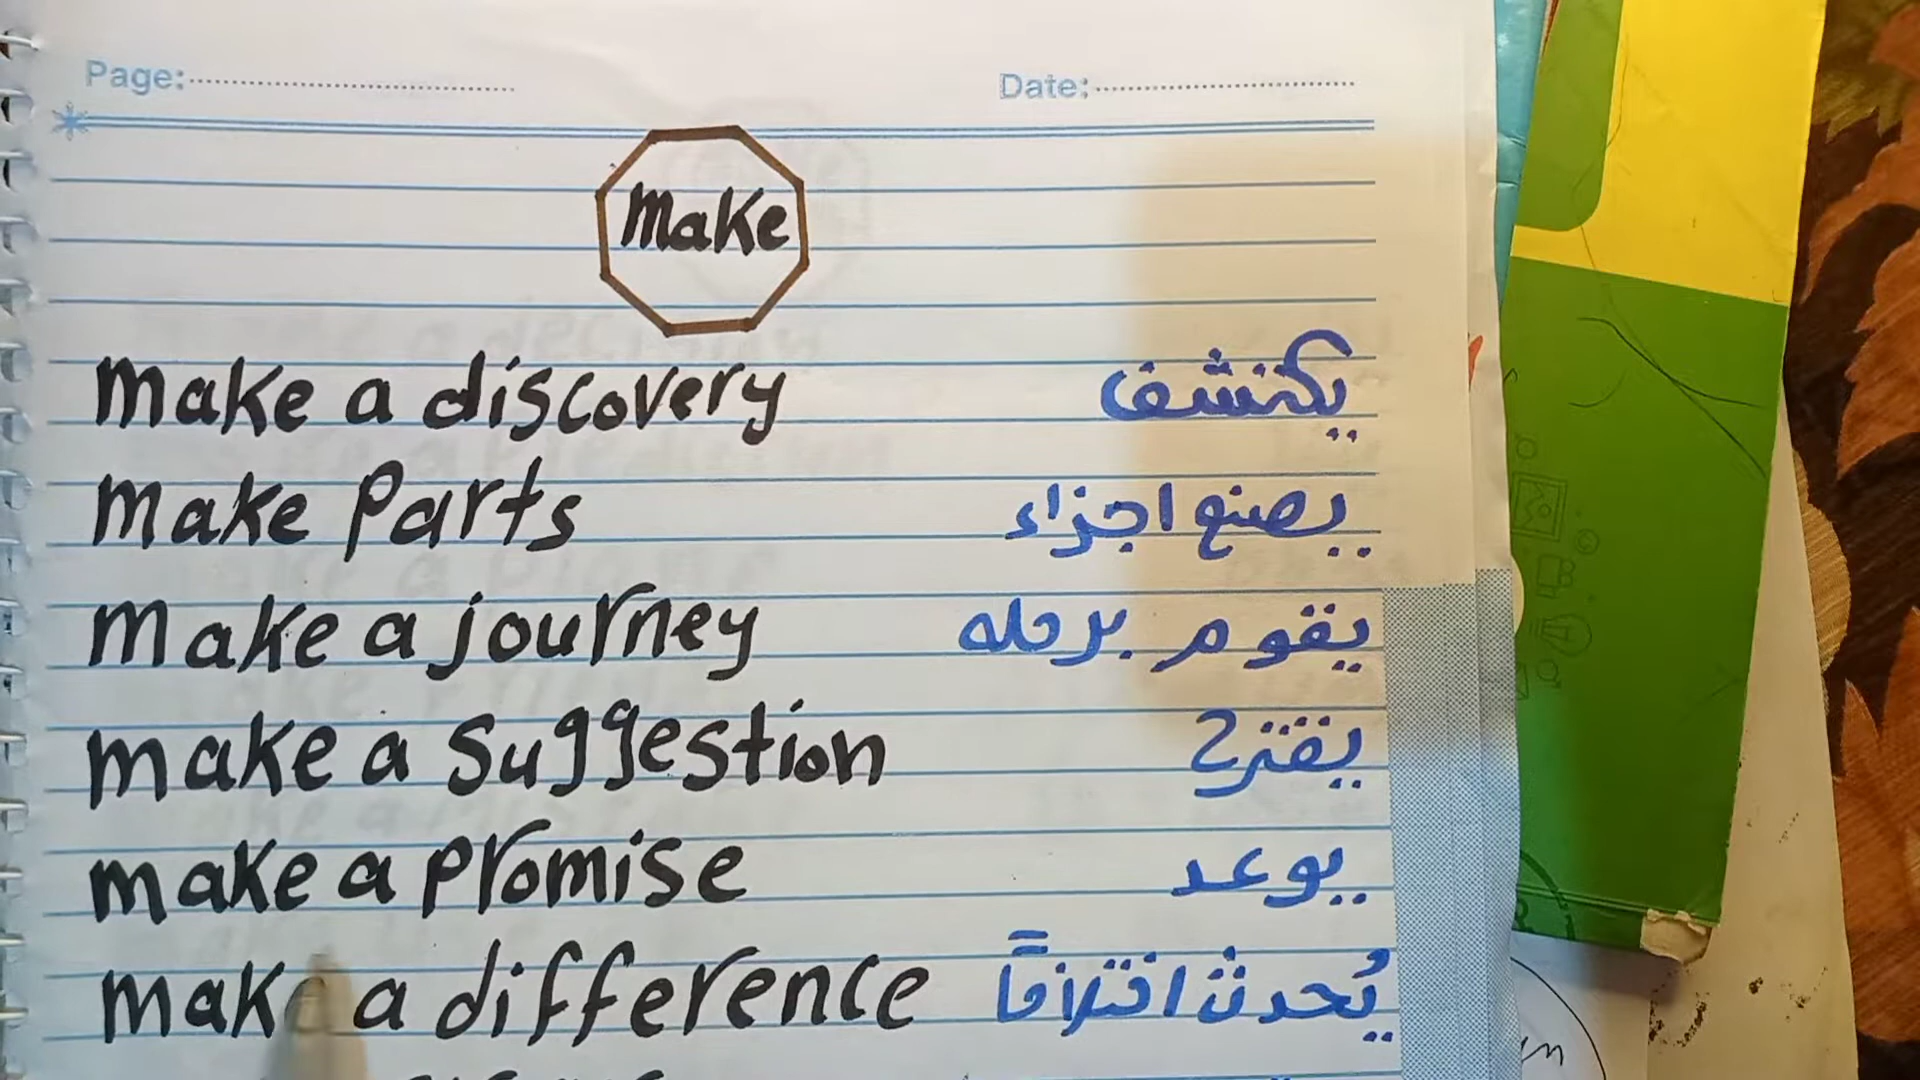 Page: Date:
Make
make a discovery يكتشف
make parts يصنع اجزاء
make a journey يقوم برحله
make a suggestion يقترح
make a promise يوعد
mak a difference يُحدث اختلافاً